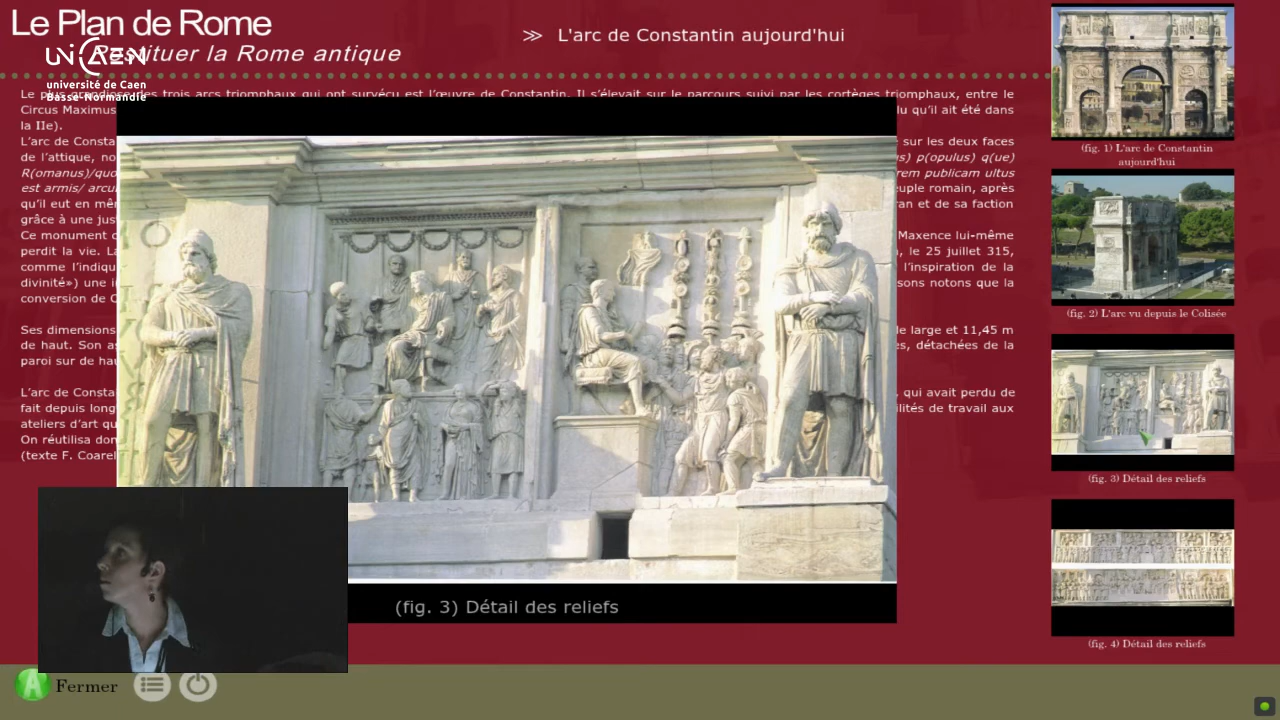 Le Plan de Rome
Restituer la Rome antique
UNICAEN
université de Caen
Basse-Normandie
≫ L'arc de Constantin aujourd'hui
Le plus des trois arcs triomphaux qui ont survécu est l'œuvre de Constantin. Il s'élevait sur le parcours suivi par les cortèges triomphaux, entre le
Circus Maximus lu qu'il ait été dans
la IIe).
L'arc de Consta sur les deux faces
de l'attique, no s) p(opulus) q(ue)
R(omanus)/quo rem publicam ultus
est armis/ arcu euple romain, après
qu'il eut en mê ran et de sa faction
grâce à une jus
Ce monument Maxence lui-même
perdit la vie. La , le 25 juillet 315,
comme l'indiqu l'inspiration de la
divinité») une i sons notons que la
conversion de C
Ses dimensions de large et 11,45 m
de haut. Son as es, détachées de la
paroi sur de hau
L'arc de Consta , qui avait perdu de
fait depuis long ilités de travail aux
ateliers d'art qu
On réutilisa don
(texte F. Coarel
(fig. 3) Détail des reliefs
(fig. 1) L'arc de Constantin
aujourd'hui
(fig. 2) L'arc vu depuis le Colisée
(fig. 3) Détail des reliefs
(fig. 4) Détail des reliefs
A Fermer